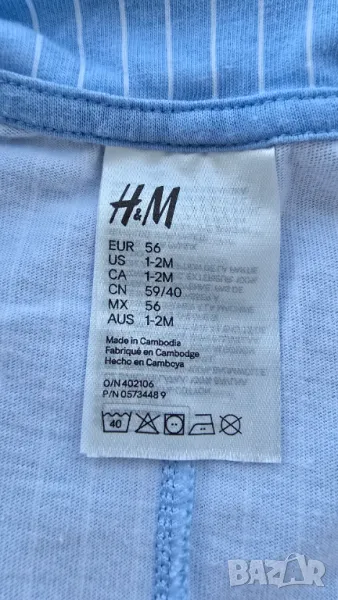 H&M
EUR 56
US 1-2M
CA 1-2M
CN 59/40
MX 56
AUS 1-2M
Made in Cambodia
Fabriqué en Cambodge
Hecho en Camboya
O/N 402106
P/N 0573448 9
40
BAZAR